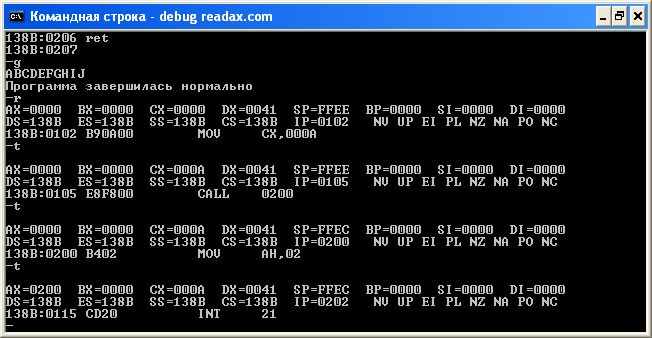 Командная строка - debug readax.com
138B:0206 ret
138B:0207
-g
ABCDEFGHIJ
Программа завершилась нормально
-r
AX=0000 BX=0000 CX=0000 DX=0041 SP=FFEE BP=0000 SI=0000 DI=0000
DS=138B ES=138B SS=138B CS=138B IP=0102 NV UP EI PL NZ NA PO NC
138B:0102 B90A00 MOV CX,000A
-t
AX=0000 BX=0000 CX=000A DX=0041 SP=FFEE BP=0000 SI=0000 DI=0000
DS=138B ES=138B SS=138B CS=138B IP=0105 NV UP EI PL NZ NA PO NC
138B:0105 E8F800 CALL 0200
-t
AX=0000 BX=0000 CX=000A DX=0041 SP=FFEC BP=0000 SI=0000 DI=0000
DS=138B ES=138B SS=138B CS=138B IP=0200 NV UP EI PL NZ NA PO NC
138B:0200 B402 MOV AH,02
-t
AX=0200 BX=0000 CX=000A DX=0041 SP=FFEC BP=0000 SI=0000 DI=0000
DS=138B ES=138B SS=138B CS=138B IP=0202 NV UP EI PL NZ NA PO NC
138B:0115 CD20 INT 21
-